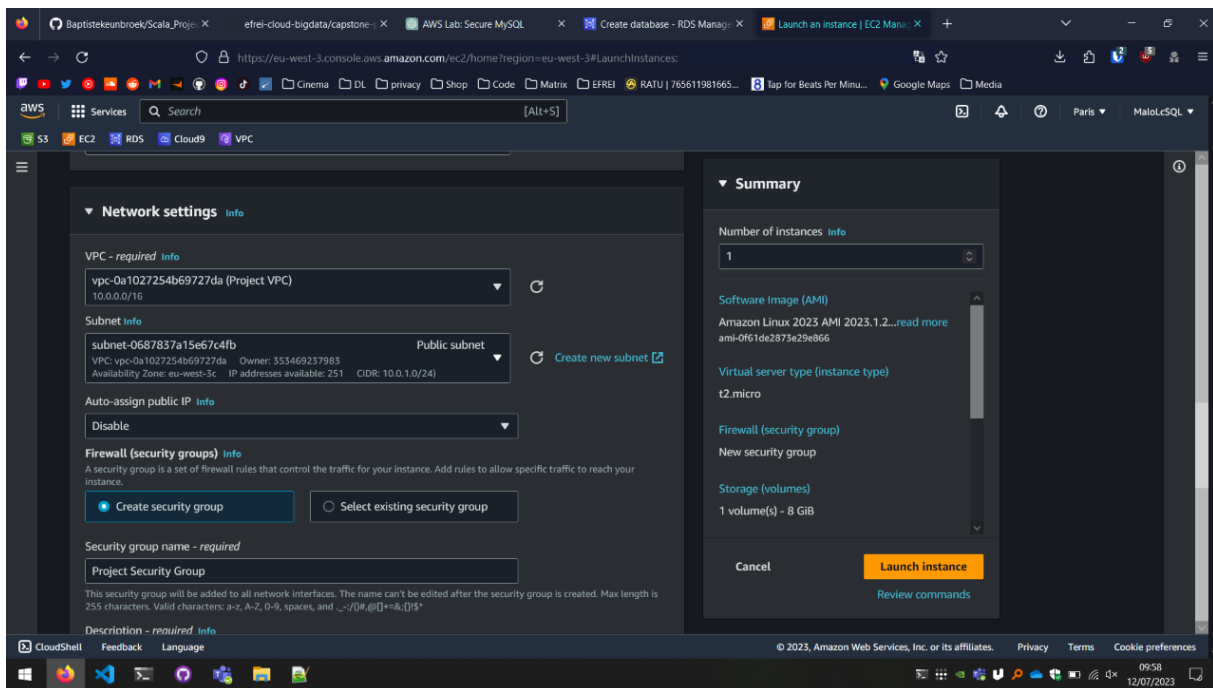 Baptistekeunbroek/Scala_Proje
efrei-cloud-bigdata/capstone-
AWS Lab: Secure MySQL
Create database - RDS Manage
Launch an instance | EC2 Manag
https://eu-west-3.console.aws.amazon.com/ec2/home?region=eu-west-3#LaunchInstances:
Cinema DL privacy Shop Code Matrix EFREI RATU | 765611981665... Tap for Beats Per Minu... Google Maps Media
aws Services Search [Alt+S] Paris MaloLcSQL
S3 EC2 RDS Cloud9 VPC
Network settings Info
VPC - required Info
vpc-0a1027254b69727da (Project VPC)
10.0.0.0/16
Subnet Info
subnet-0687837a15e67c4fb Public subnet
VPC: vpc-0a1027254b69727da Owner: 353469237983
Availability Zone: eu-west-3c IP addresses available: 251 CIDR: 10.0.1.0/24)
Create new subnet
Auto-assign public IP Info
Disable
Firewall (security groups) Info
A security group is a set of firewall rules that control the traffic for your instance. Add rules to allow specific traffic to reach your
instance.
Create security group
Select existing security group
Security group name - required
Project Security Group
This security group will be added to all network interfaces. The name can't be edited after the security group is created. Max length is
255 characters. Valid characters: a-z, A-Z, 0-9, spaces, and ._-:/()#,@[]+=&;{}!$*
Description - required Info
Summary
Number of instances Info
1
Software Image (AMI)
Amazon Linux 2023 AMI 2023.1.2...read more
ami-0f61de2873e29e866
Virtual server type (instance type)
t2.micro
Firewall (security group)
New security group
Storage (volumes)
1 volume(s) - 8 GiB
Cancel
Launch instance
Review commands
CloudShell Feedback Language © 2023, Amazon Web Services, Inc. or its affiliates. Privacy Terms Cookie preferences
09:58
12/07/2023